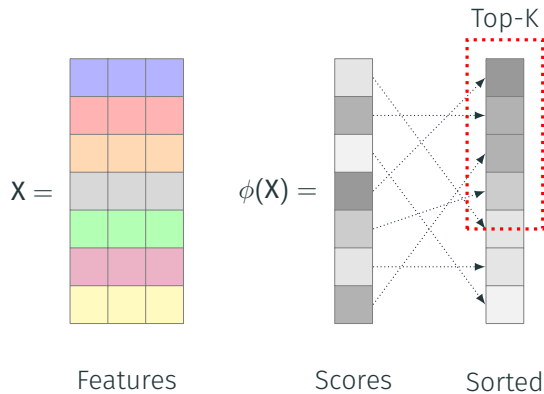 Top-K
X =
ϕ(X) =
Features
Scores
Sorted